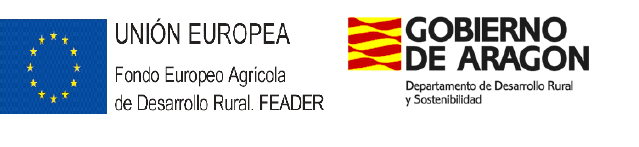 UNIÓN EUROPEA
Fondo Europeo Agrícola
de Desarrollo Rural. FEADER
GOBIERNO
DE ARAGON
Departamento de Desarrollo Rural
y Sostenibilidad